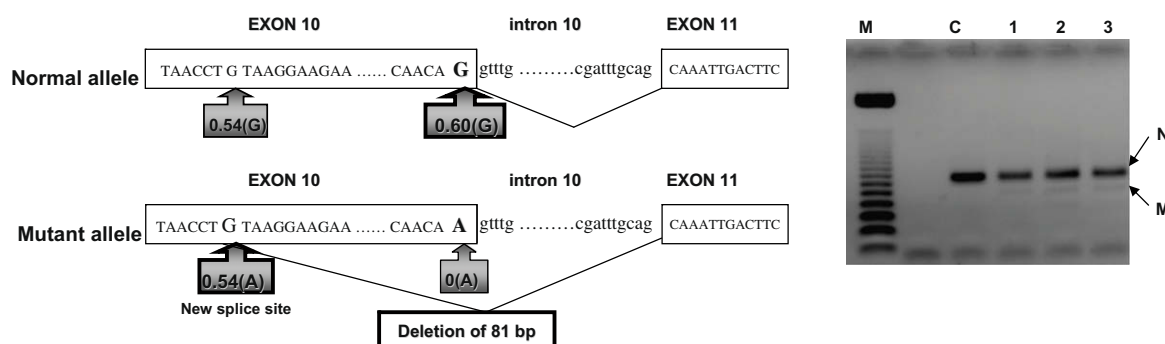 EXON 10 intron 10 EXON 11
Normal allele TAACCT G TAAGGAAGAA ...... CAACA G gtttg .........cgatttgcag CAAATTGACTTC
0.54(G) 0.60(G)
EXON 10 intron 10 EXON 11
Mutant allele TAACCT G TAAGGAAGAA ...... CAACA A gtttg .........cgatttgcag CAAATTGACTTC
0.54(A) 0(A)
New splice site
Deletion of 81 bp
M C 1 2 3
N
M